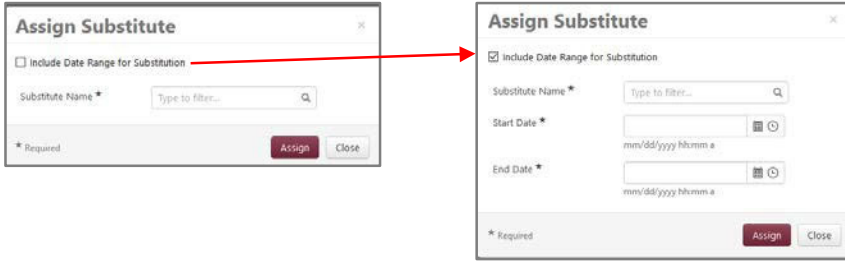 Assign Substitute ×
Include Date Range for Substitution
Substitute Name * Type to filter...
* Required Assign Close
Assign Substitute ×
Include Date Range for Substitution
Substitute Name * Type to filter...
Start Date *
mm/dd/yyyy hh:mm a
End Date *
mm/dd/yyyy hh:mm a
* Required Assign Close